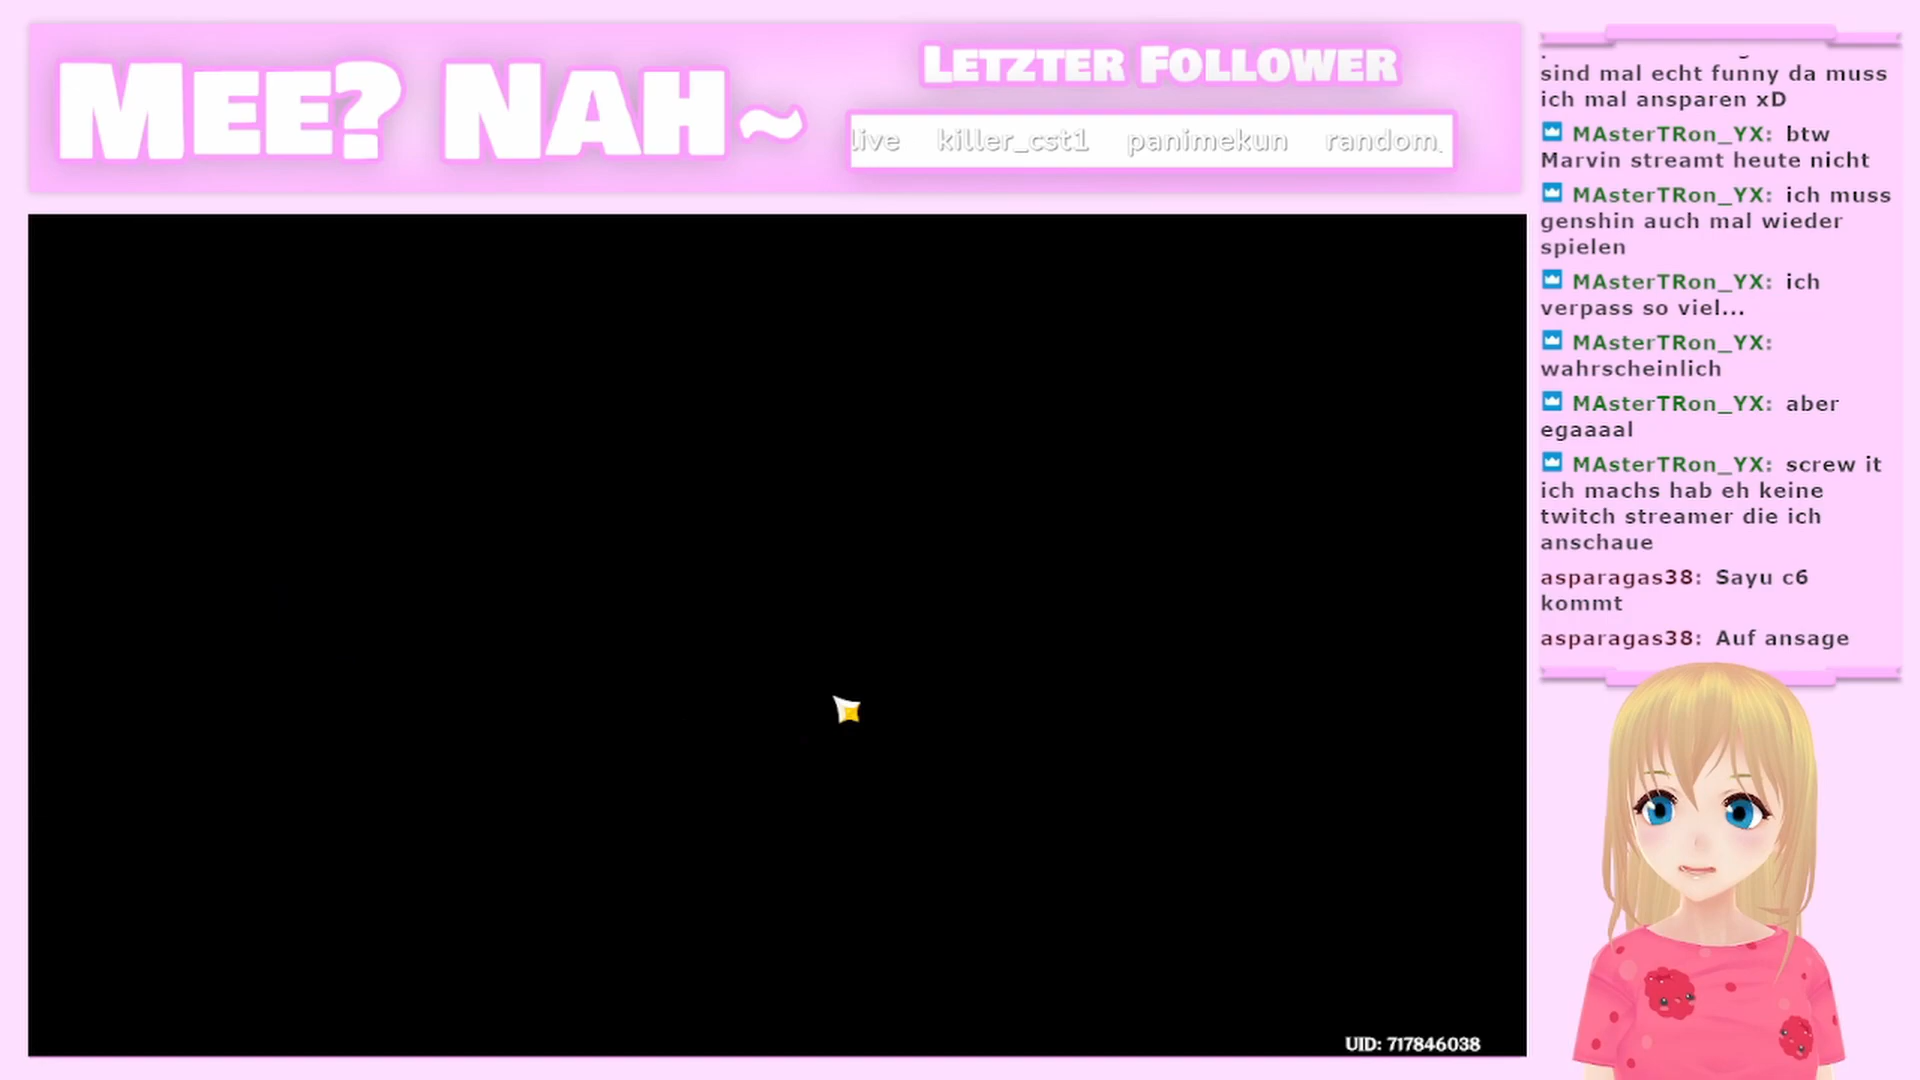 MEE? NAH~
LETZTER FOLLOWER
live killer_cst1 panimekun random_
sind mal echt funny da muss
ich mal ansparen xD
MAsterTRon_YX: btw
Marvin streamt heute nicht
MAsterTRon_YX: ich muss
genshin auch mal wieder
spielen
MAsterTRon_YX: ich
verpass so viel...
MAsterTRon_YX:
wahrscheinlich
MAsterTRon_YX: aber
egaaaal
MAsterTRon_YX: screw it
ich machs hab eh keine
twitch streamer die ich
anschaue
asparagas38: Sayu c6
kommt
asparagas38: Auf ansage
UID: 717846038